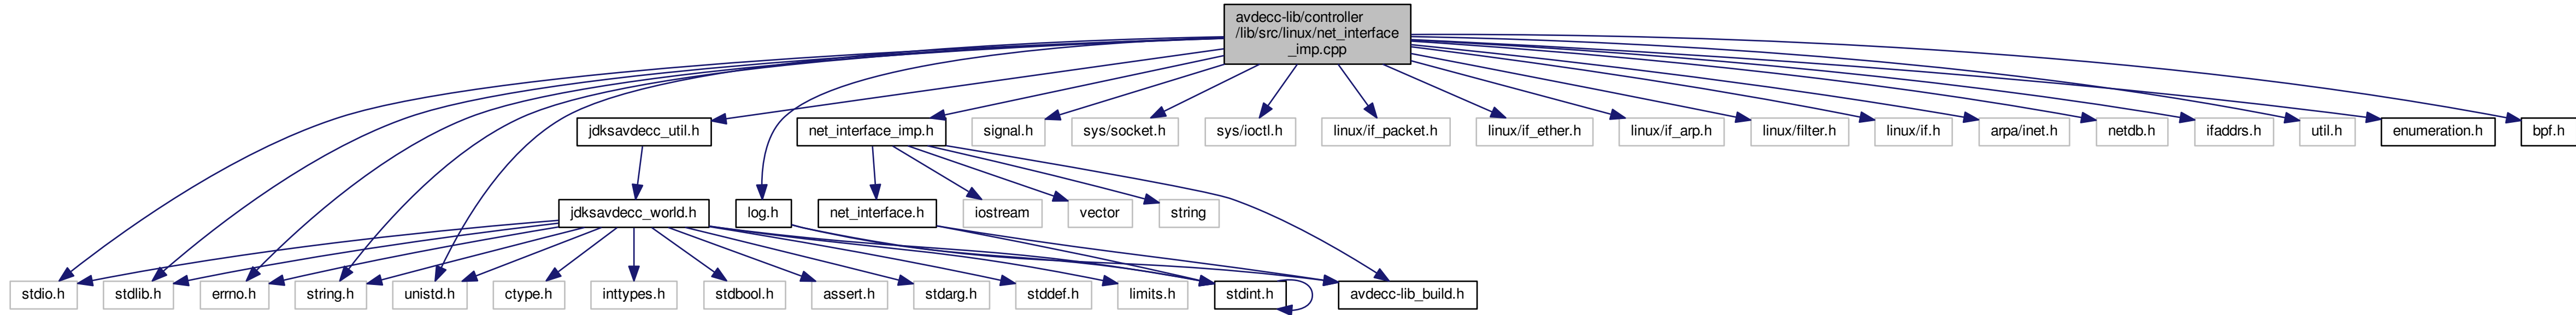 avdecc-lib/controller
/lib/src/linux/net_interface
_imp.cpp
jdksavdecc_util.h
net_interface_imp.h
signal.h
sys/socket.h
sys/ioctl.h
linux/if_packet.h
linux/if_ether.h
linux/if_arp.h
linux/filter.h
linux/if.h
arpa/inet.h
netdb.h
ifaddrs.h
util.h
enumeration.h
bpf.h
jdksavdecc_world.h
log.h
net_interface.h
iostream
vector
string
stdio.h
stdlib.h
errno.h
string.h
unistd.h
ctype.h
inttypes.h
stdbool.h
assert.h
stdarg.h
stddef.h
limits.h
stdint.h
avdecc-lib_build.h